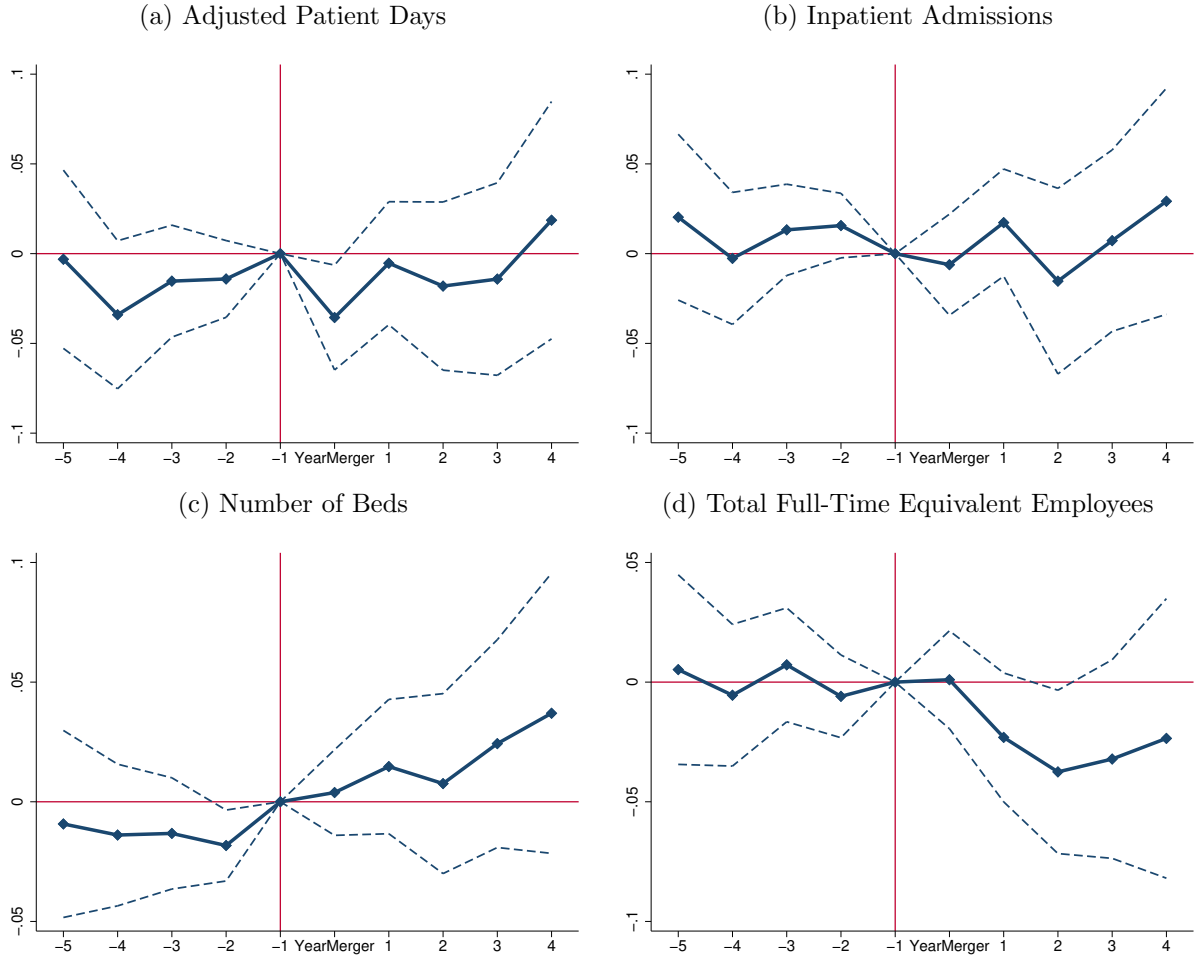 (a) Adjusted Patient Days
.1
.05
0
-.05
-.1
−5 −4 −3 −2 −1 YearMerger 1 2 3 4
(b) Inpatient Admissions
.1
.05
0
-.05
-.1
−5 −4 −3 −2 −1 YearMerger 1 2 3 4
(c) Number of Beds
.1
.05
0
-.05
−5 −4 −3 −2 −1 YearMerger 1 2 3 4
(d) Total Full-Time Equivalent Employees
.05
0
-.05
-.1
−5 −4 −3 −2 −1 YearMerger 1 2 3 4